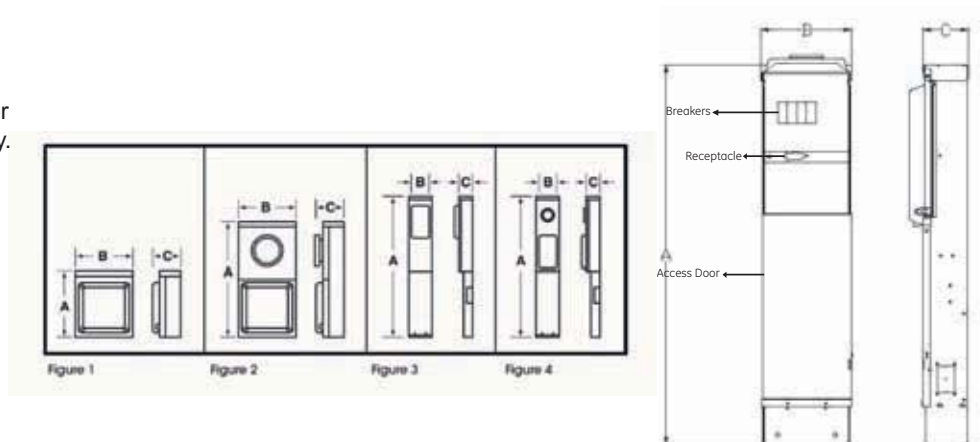 r
y.
B
C
A
Figure 1
B
C
A
Figure 2
B
C
A
Figure 3
B
C
A
Figure 4
B
C
A
Breakers
Receptacle
Access Door